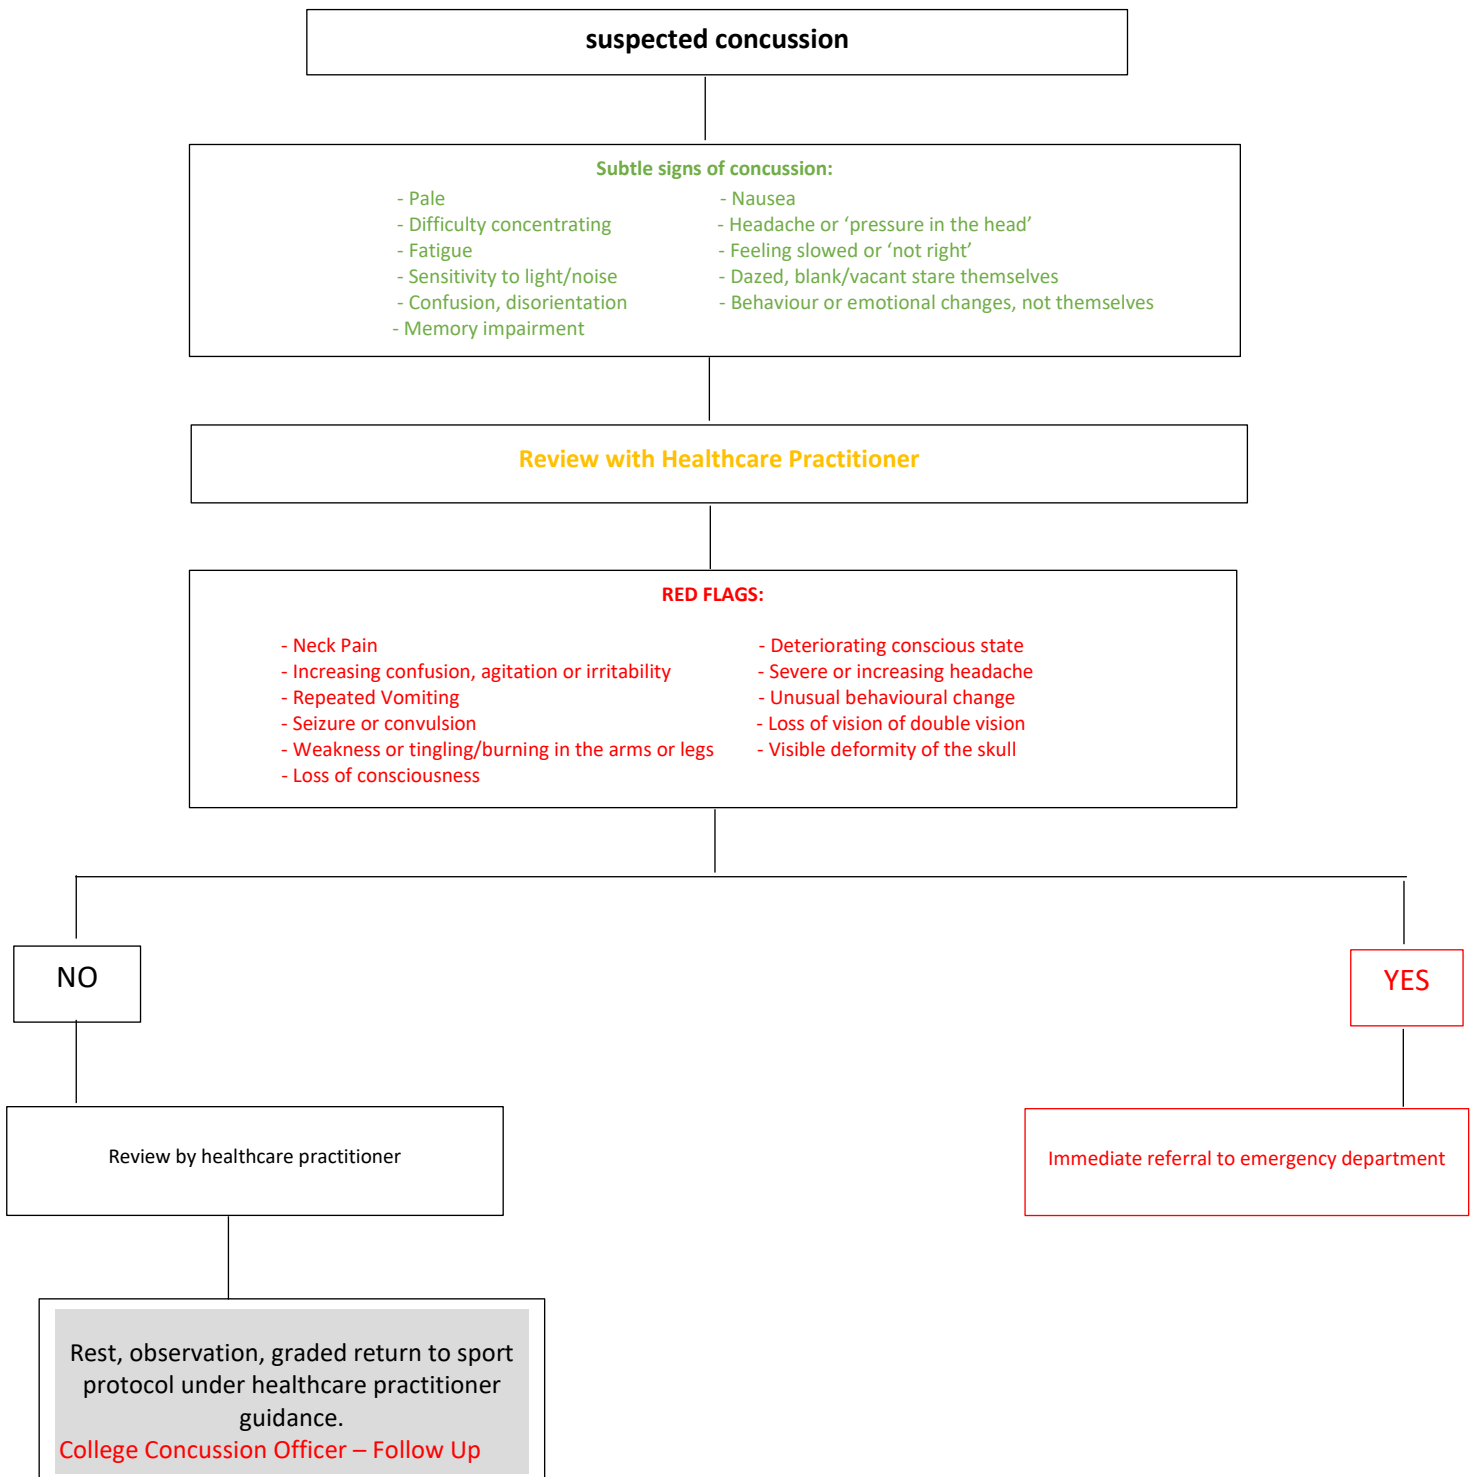 suspected concussion
Subtle signs of concussion:
- Pale
- Difficulty concentrating
- Fatigue
- Sensitivity to light/noise
- Confusion, disorientation
- Memory impairment
- Nausea
- Headache or ‘pressure in the head’
- Feeling slowed or ‘not right’
- Dazed, blank/vacant stare themselves
- Behaviour or emotional changes, not themselves
Review with Healthcare Practitioner
RED FLAGS:
- Neck Pain
- Increasing confusion, agitation or irritability
- Repeated Vomiting
- Seizure or convulsion
- Weakness or tingling/burning in the arms or legs
- Loss of consciousness
- Deteriorating conscious state
- Severe or increasing headache
- Unusual behavioural change
- Loss of vision of double vision
- Visible deformity of the skull
NO
YES
Review by healthcare practitioner
Immediate referral to emergency department
Rest, observation, graded return to sport
protocol under healthcare practitioner
guidance.
College Concussion Officer – Follow Up